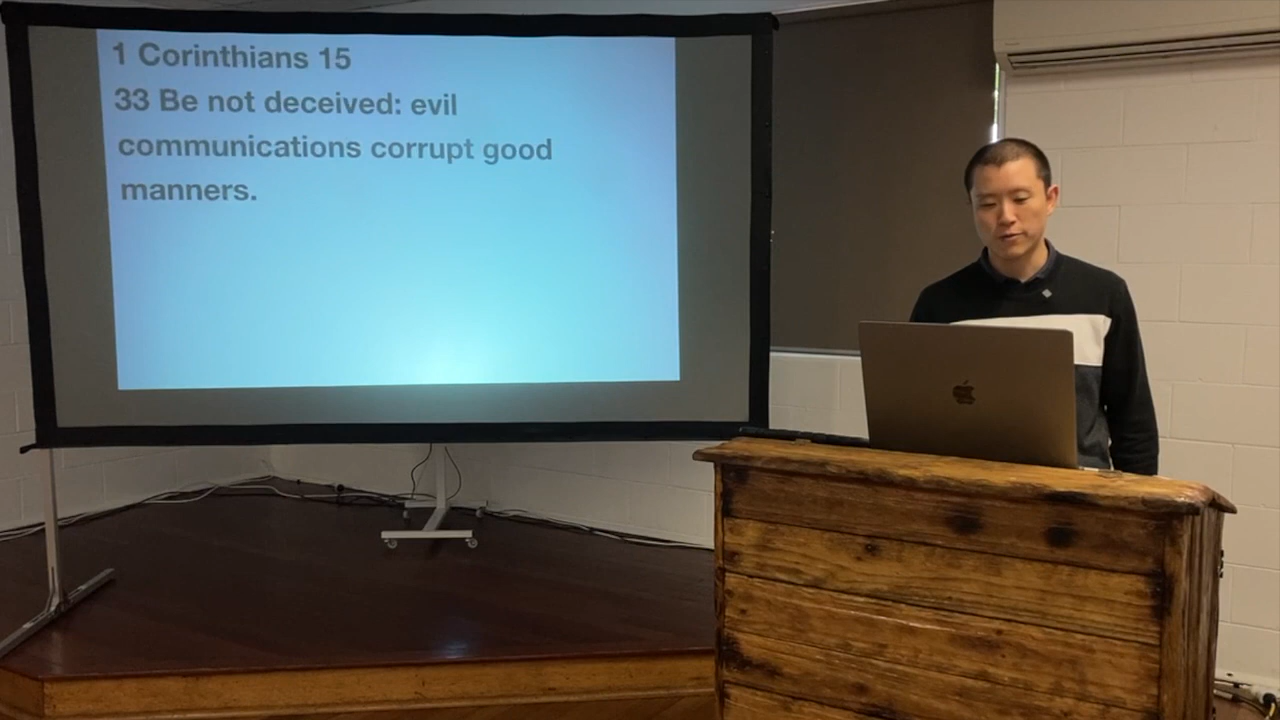 1 Corinthians 15
33 Be not deceived: evil
communications corrupt good
manners.